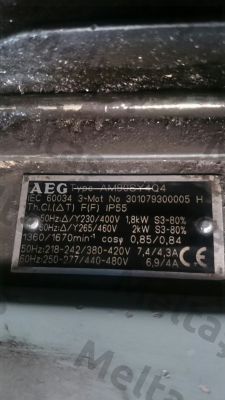 AEG Type AM90SY4Q4
IEC 60034 3-Mot No 301079300005 H
Th.Cl.(ΔT) F(F) IP55
50Hz:Δ/Y230/400V 1,8kW S3-80%
60Hz:Δ/Y265/460V 2kW S3-80%
1360/1670min⁻¹ cosφ 0,85/0,84
50Hz:218-242/380-420V 7,4/4,3A
60Hz:250-277/440-480V 6,9/4A